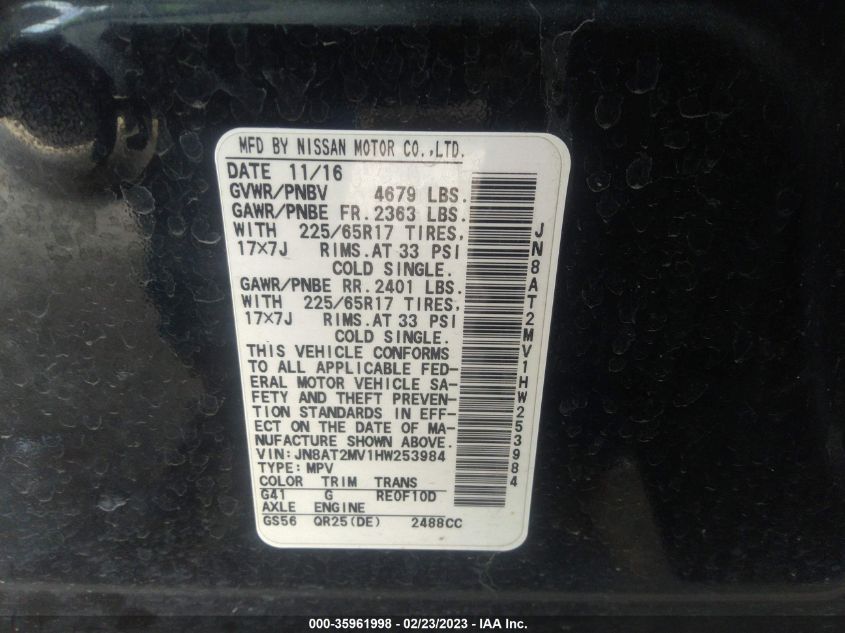 MFD BY NISSAN MOTOR CO.,LTD.
DATE 11/16
GVWR/PNBV 4679 LBS.
GAWR/PNBE FR.2363 LBS.
WITH 225/65R17 TIRES,
17X7J RIMS.AT 33 PSI
COLD SINGLE.
GAWR/PNBE RR.2401 LBS.
WITH 225/65R17 TIRES,
17X7J RIMS.AT 33 PSI
COLD SINGLE.
THIS VEHICLE CONFORMS
TO ALL APPLICABLE FED-
ERAL MOTOR VEHICLE SA-
FETY AND THEFT PREVEN-
TION STANDARDS IN EFF-
ECT ON THE DATE OF MA-
NUFACTURE SHOWN ABOVE.
VIN:JN8AT2MV1HW253984
TYPE:MPV
COLOR TRIM TRANS
G41 G RE0F10D
AXLE ENGINE
GS56 QR25(DE) 2488CC
JN8AT2MV1HW253984
000-35961998 - 02/23/2023 - IAA Inc.